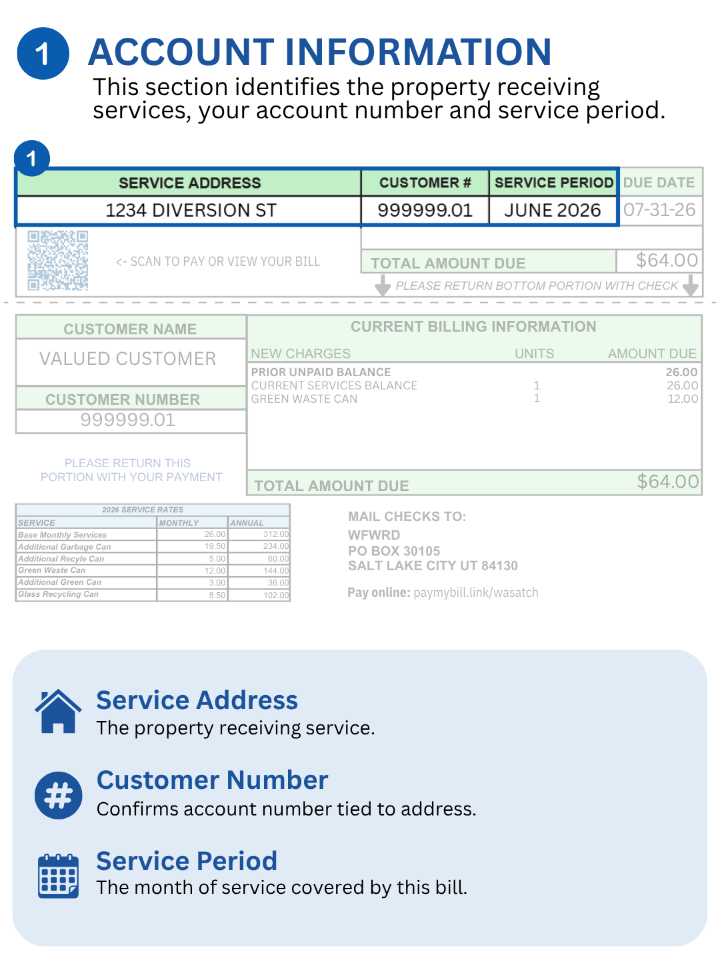 1
ACCOUNT INFORMATION
This section identifies the property receiving
services, your account number and service period.
1
SERVICE ADDRESS CUSTOMER # SERVICE PERIOD DUE DATE
1234 DIVERSION ST 999999.01 JUNE 2026 07-31-26
<- SCAN TO PAY OR VIEW YOUR BILL
TOTAL AMOUNT DUE $64.00
PLEASE RETURN BOTTOM PORTION WITH CHECK
CUSTOMER NAME
VALUED CUSTOMER
CUSTOMER NUMBER
999999.01
PLEASE RETURN THIS
PORTION WITH YOUR PAYMENT
CURRENT BILLING INFORMATION
NEW CHARGES UNITS AMOUNT DUE
PRIOR UNPAID BALANCE 26.00
CURRENT SERVICES BALANCE 1 26.00
GREEN WASTE CAN 1 12.00
TOTAL AMOUNT DUE $64.00
2026 SERVICE RATES
SERVICE MONTHLY ANNUAL
Base Monthly Services 26.00 312.00
Additional Garbage Can 19.50 234.00
Additional Recyle Can 5.00 60.00
Green Waste Can 12.00 144.00
Additional Green Can 3.00 36.00
Glass Recycling Can 8.50 102.00
MAIL CHECKS TO:
WFWRD
PO BOX 30105
SALT LAKE CITY UT 84130
Pay online: paymybill.link/wasatch
Service Address
The property receiving service.
#
Customer Number
Confirms account number tied to address.
Service Period
The month of service covered by this bill.